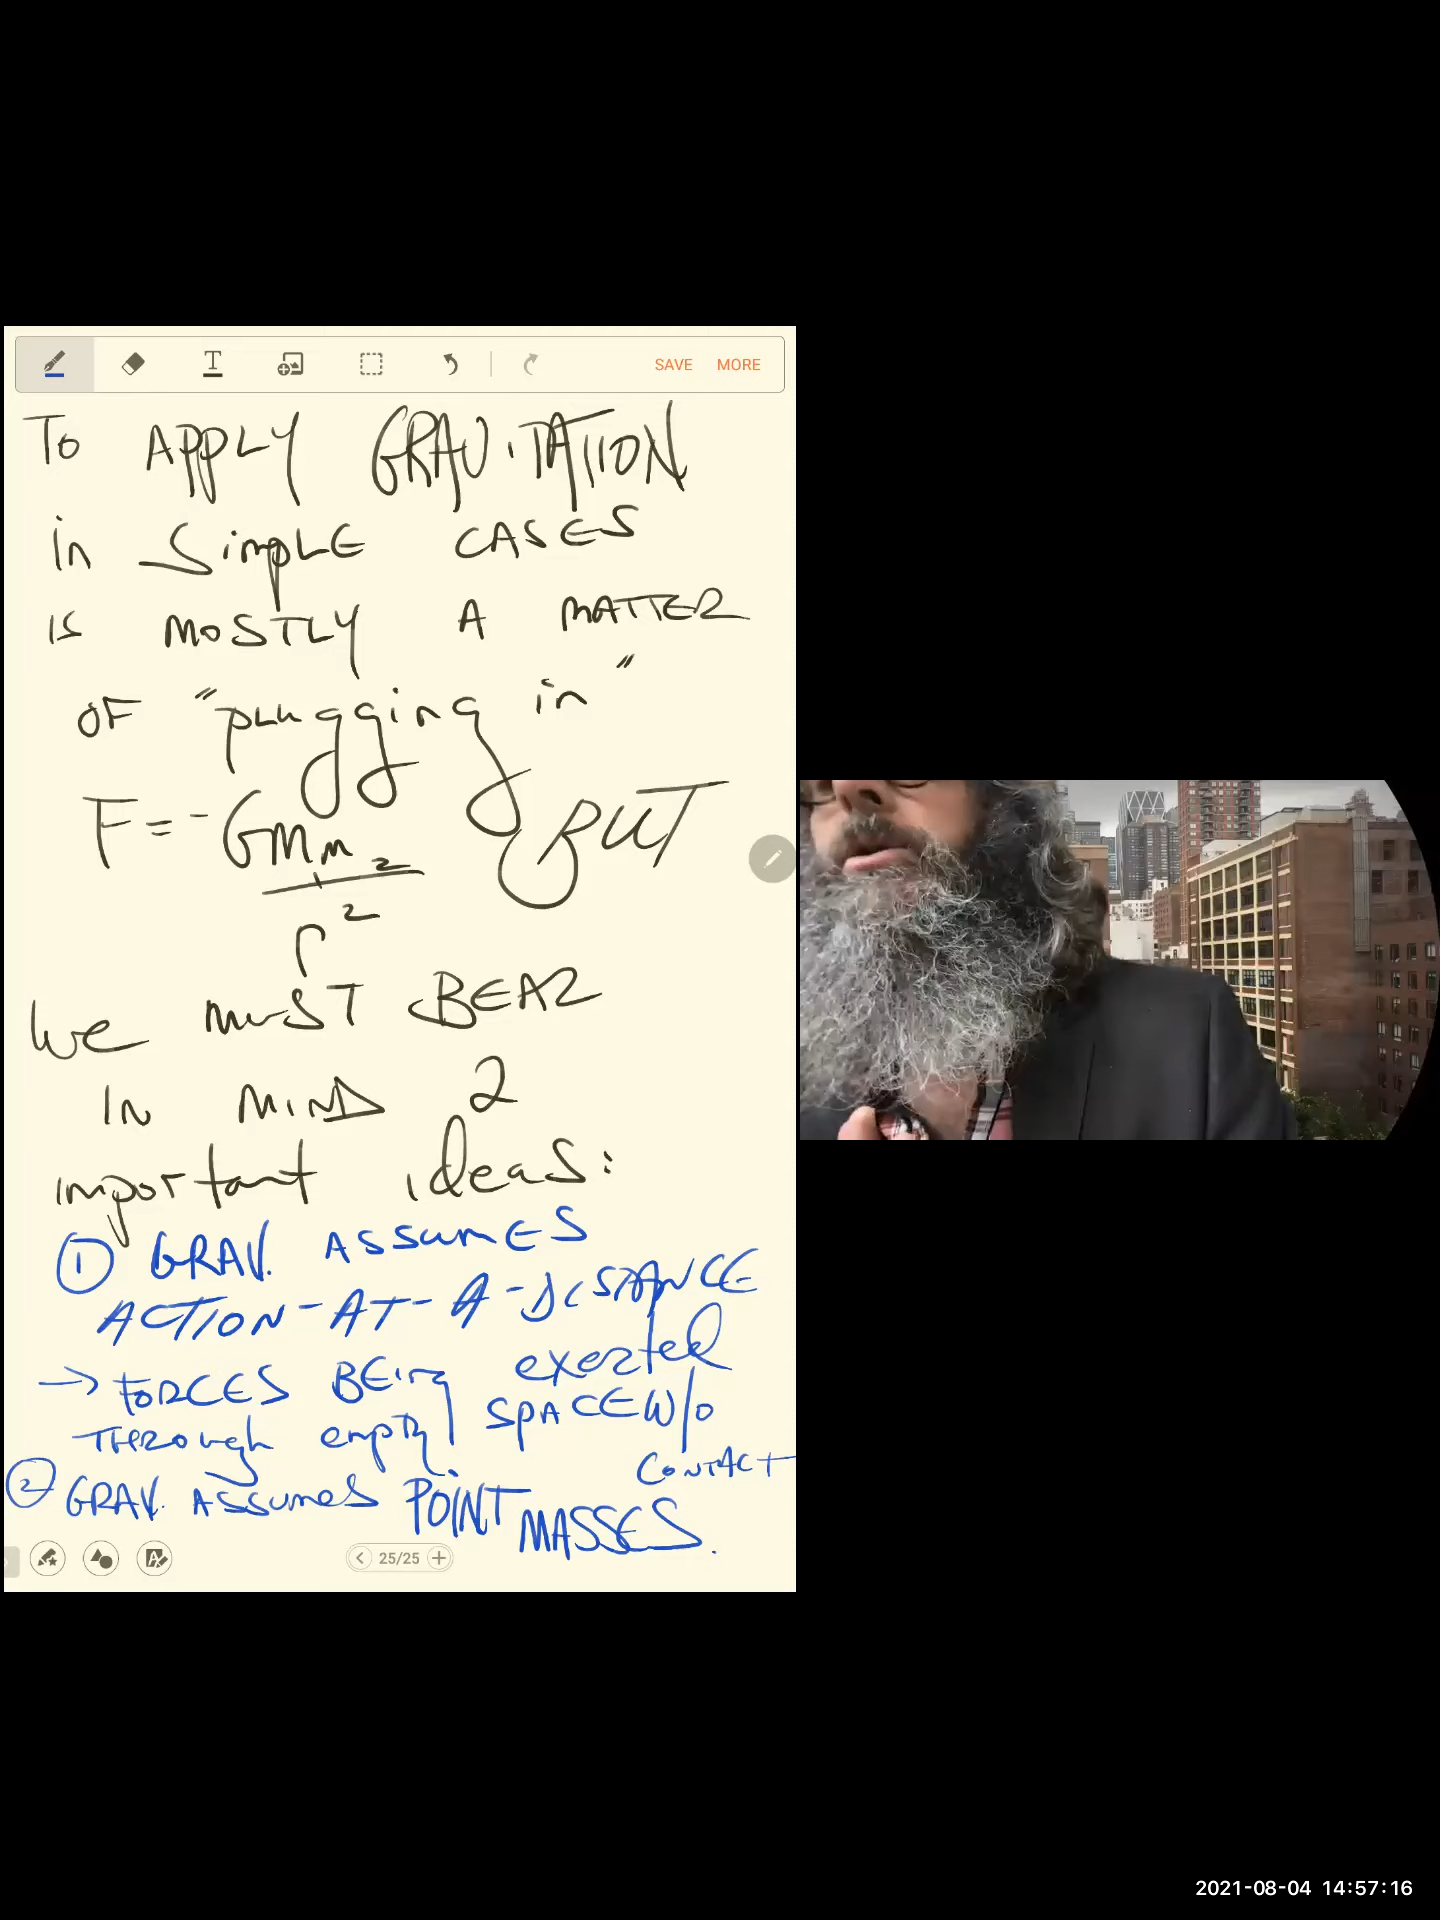 T
SAVE MORE
TO APPLY GRAVITATION
in SimpLE CASES
IS MOSTLY A MATTER
OF "plugging in"
F = -Gm₁m₂ BUT
r²
We MUST BEAR
IN MIND 2
important ideas:
① GRAV. ASSUMES
ACTION-AT-A-DISTANCE
→ FORCES BEing exerted
THROUGH empty SPACE W/O
CONTACT
② GRAV. ASSUMES POINT MASSES.
25/25
2021-08-04 14:57:16